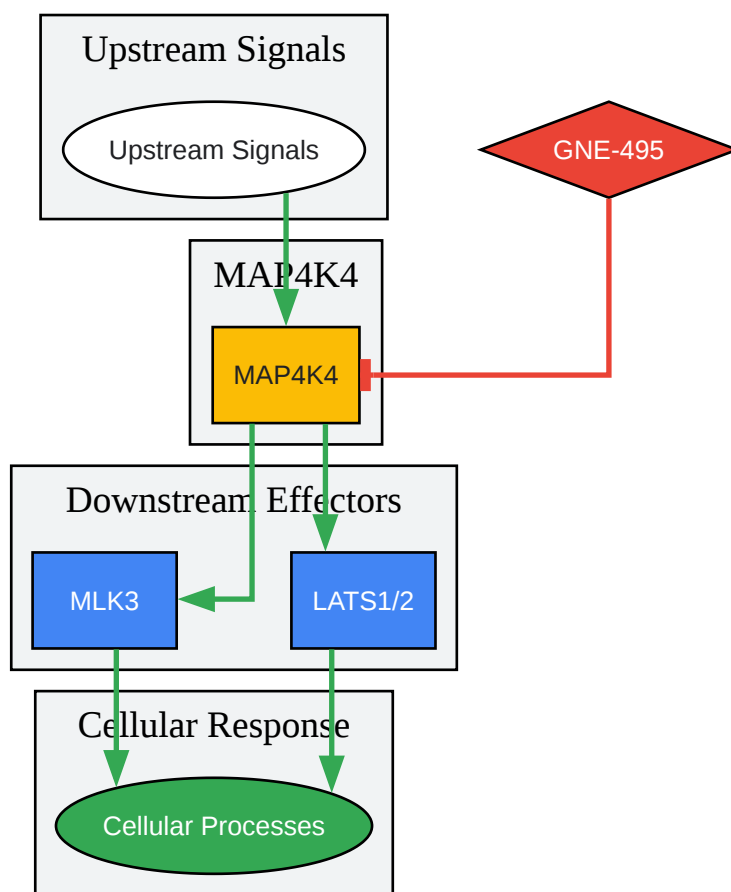 Upstream Signals
Upstream Signals
GNE-495
MAP4K4
MAP4K4
Downstream Effectors
MLK3
LATS1/2
Cellular Response
Cellular Processes